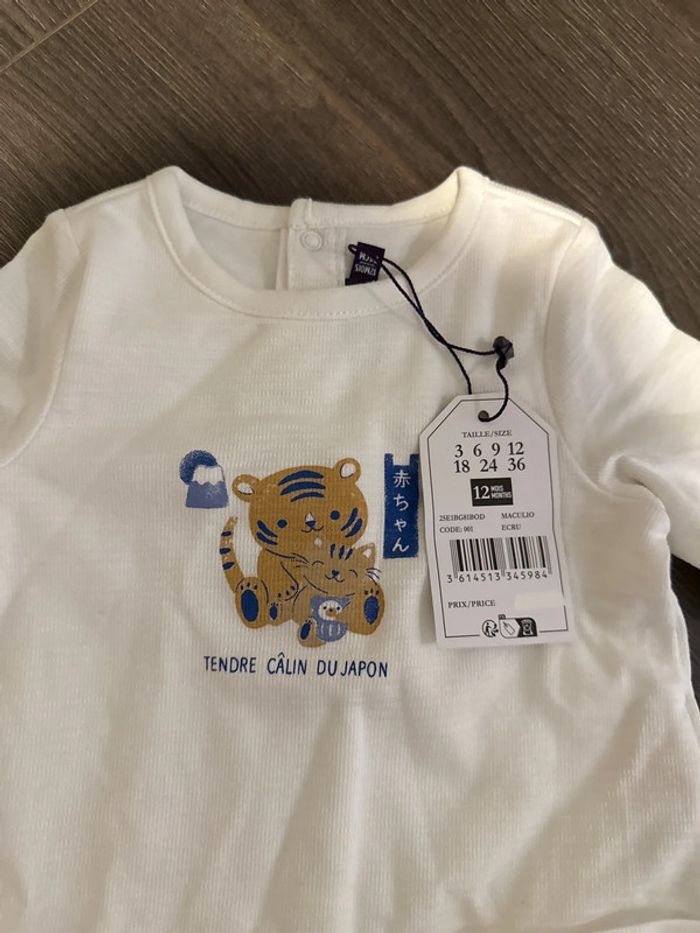 TAILLE/SIZE
3 6 9 12
18 24 36
12 MOIS
MONTHS
2SE1BGHBOD MACULIO
CODE: 001 ECRU
3 614513 345984
PRIX/PRICE
赤ちゃん
TENDRE CÂLIN DU JAPON